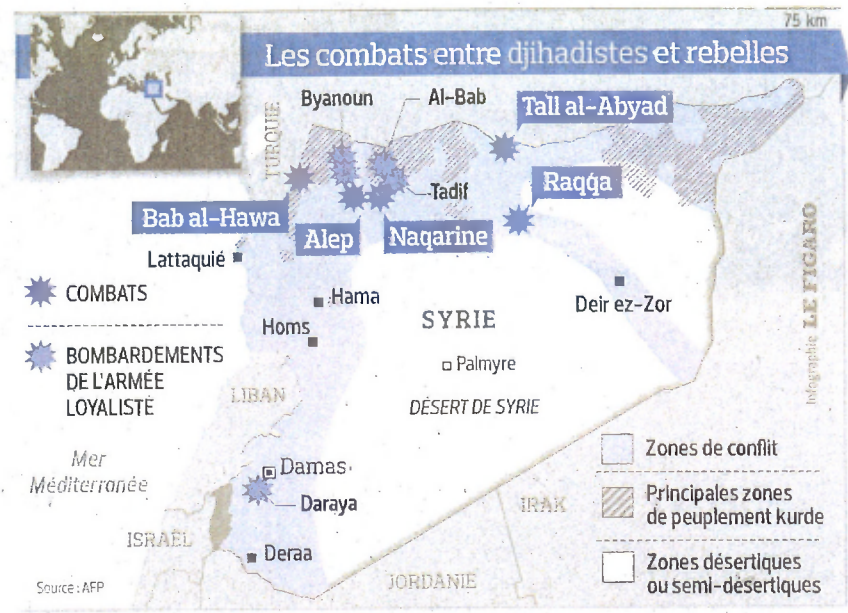 75 km
Les combats entre djihadistes et rebelles
TURQUIE
Byanoun
Al-Bab
Tall al-Abyad
Tadif
Raqqa
Bab al-Hawa
Alep
Naqarine
Lattaquié
COMBATS
Hama
Homs
SYRIE
Deir ez-Zor
BOMBARDEMENTS
DE L'ARMÉE
LOYALISTE
Palmyre
LIBAN
DÉSERT DE SYRIE
Infographie LE FIGARO
Mer
Méditerranée
Damas
Daraya
IRAK
ISRAËL
Deraa
JORDANIE
Zones de conflit
Principales zones
de peuplement kurde
Zones désertiques
ou semi-désertiques
Source : AFP